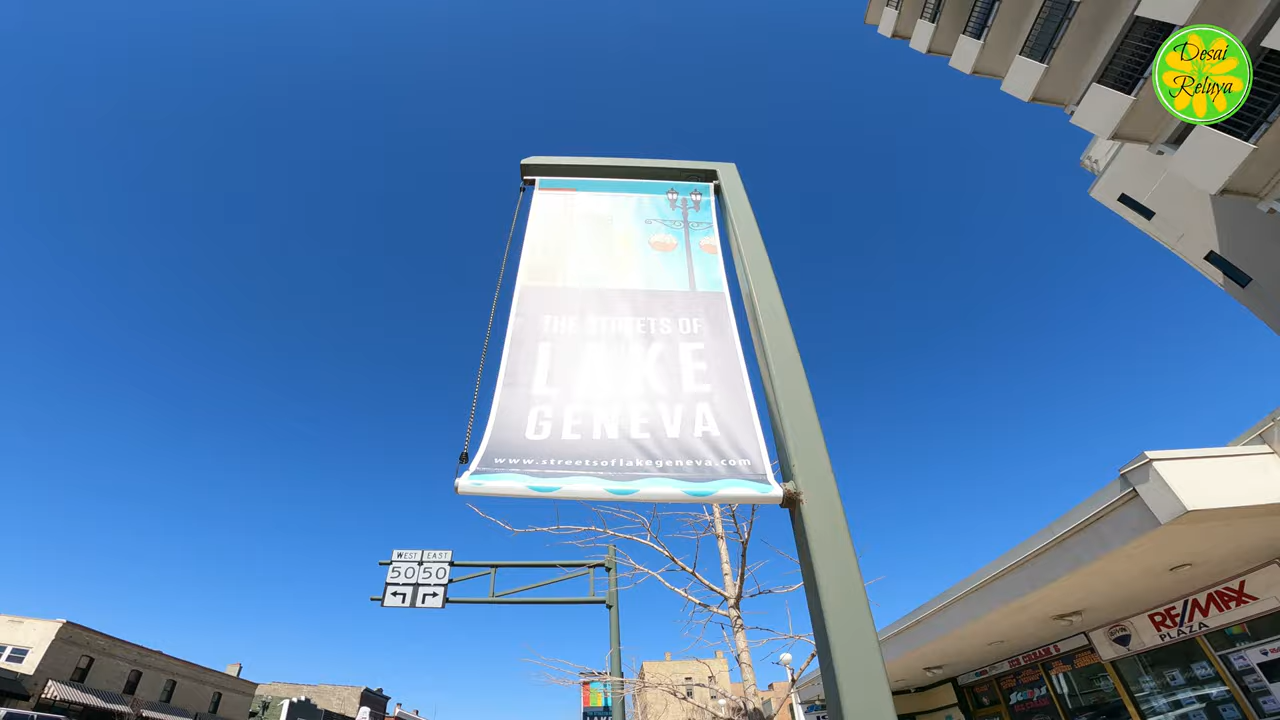 Desai
Reluya
THE STREETS OF
LAKE
GENEVA
www.streetsoflakegeneva.com
WEST EAST
50 50
RE/MAX
PLAZA
ICE CREAM &
Scoops